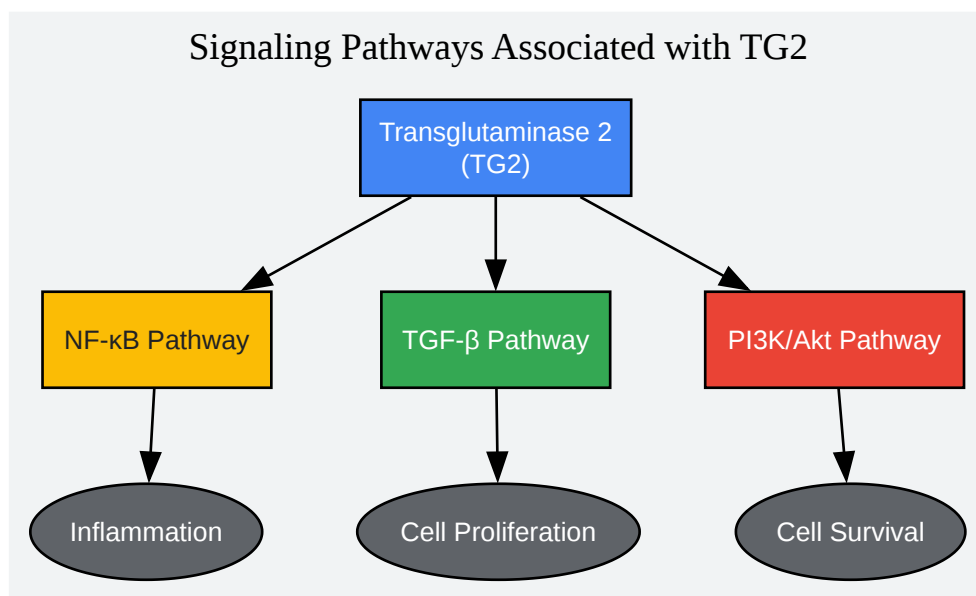 Signaling Pathways Associated with TG2
Transglutaminase 2
(TG2)
NF-κB Pathway
TGF-β Pathway
PI3K/Akt Pathway
Inflammation
Cell Proliferation
Cell Survival